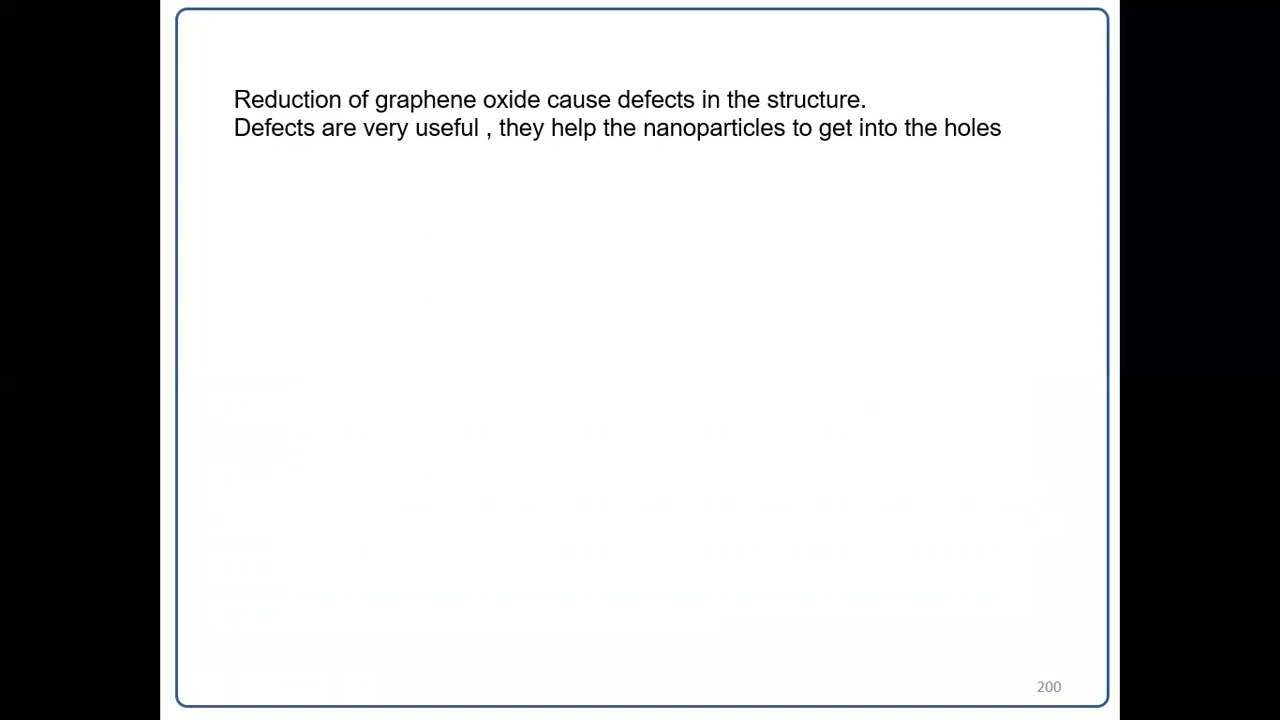 Reduction of graphene oxide cause defects in the structure.
Defects are very useful , they help the nanoparticles to get into the holes
200